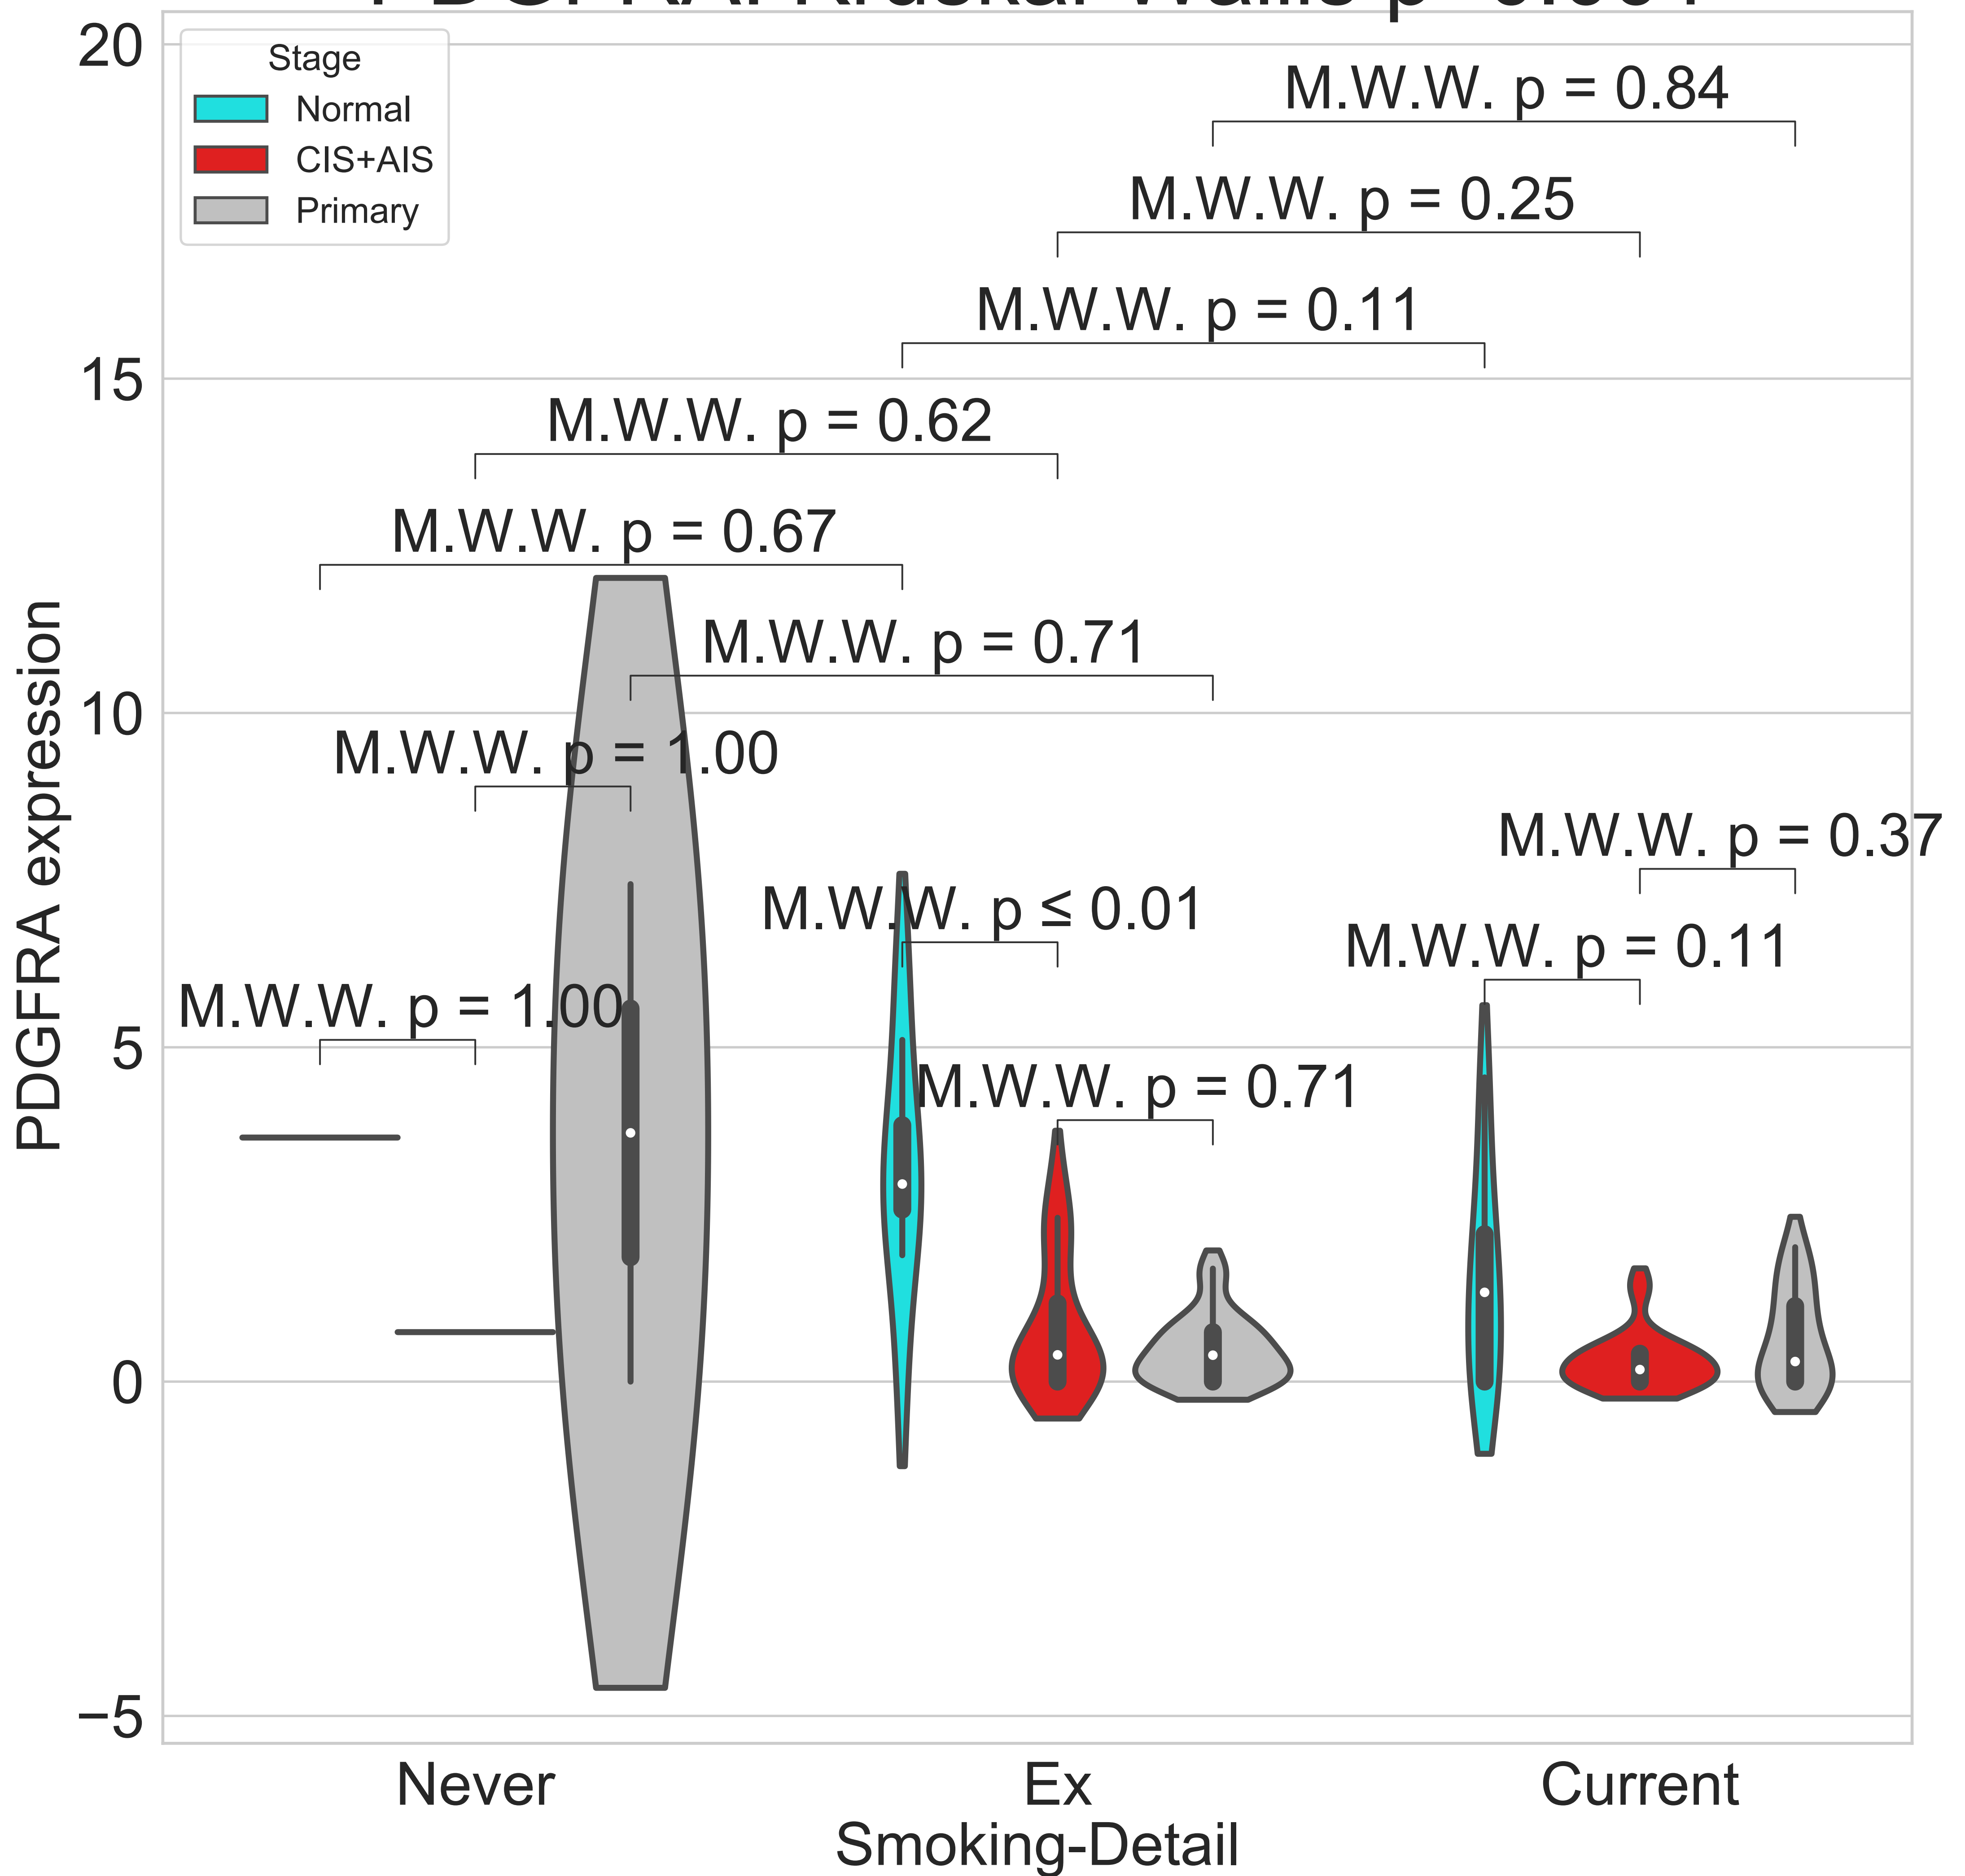 20
15
10
5
0
−5
PDGFRA expression
Stage
Normal
CIS+AIS
Primary
M.W.W. p = 0.84
M.W.W. p = 0.25
M.W.W. p = 0.11
M.W.W. p = 0.62
M.W.W. p = 0.67
M.W.W. p = 0.71
M.W.W. p = 1.00
M.W.W. p = 0.37
M.W.W. p ≤ 0.01
M.W.W. p = 0.11
M.W.W. p = 1.00
M.W.W. p = 0.71
Never
Ex
Current
Smoking-Detail